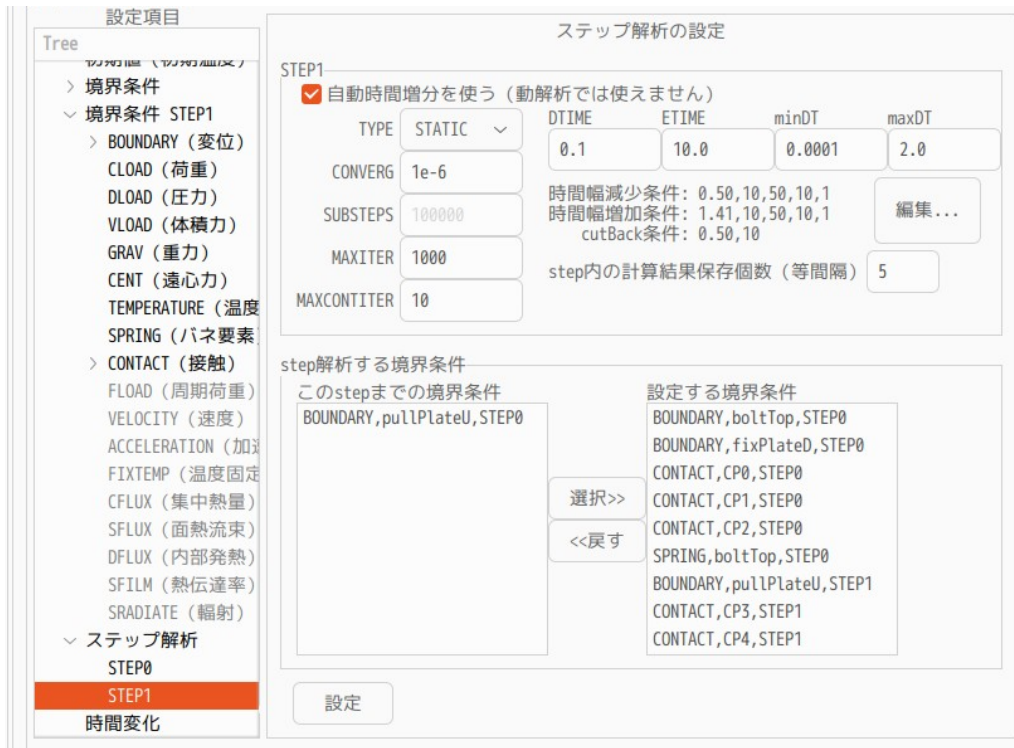 設定項目
Tree
初期値（初期温度）
境界条件
境界条件 STEP1
BOUNDARY（変位）
CLOAD（荷重）
DLOAD（圧力）
VLOAD（体積力）
GRAV（重力）
CENT（遠心力）
TEMPERATURE（温度
SPRING（バネ要素
CONTACT（接触）
FLOAD（周期荷重）
VELOCITY（速度）
ACCELERATION（加速
FIXTEMP（温度固定
CFLUX（集中熱量）
SFLUX（面熱流束）
DFLUX（内部発熱）
SFILM（熱伝達率）
SRADIATE（輻射）
ステップ解析
STEP0
STEP1
時間変化
ステップ解析の設定
STEP1
自動時間増分を使う（動解析では使えません）
TYPE STATIC
CONVERG 1e-6
SUBSTEPS 100000
MAXITER 1000
MAXCONTITER 10
DTIME ETIME minDT maxDT
0.1 10.0 0.0001 2.0
時間幅減少条件: 0.50,10,50,10,1
時間幅増加条件: 1.41,10,50,10,1
cutBack条件: 0.50,10
編集...
step内の計算結果保存個数（等間隔） 5
step解析する境界条件
このstepまでの境界条件
BOUNDARY,pullPlateU,STEP0
選択>>
<<戻す
設定する境界条件
BOUNDARY,boltTop,STEP0
BOUNDARY,fixPlateD,STEP0
CONTACT,CP0,STEP0
CONTACT,CP1,STEP0
CONTACT,CP2,STEP0
SPRING,boltTop,STEP0
BOUNDARY,pullPlateU,STEP1
CONTACT,CP3,STEP1
CONTACT,CP4,STEP1
設定